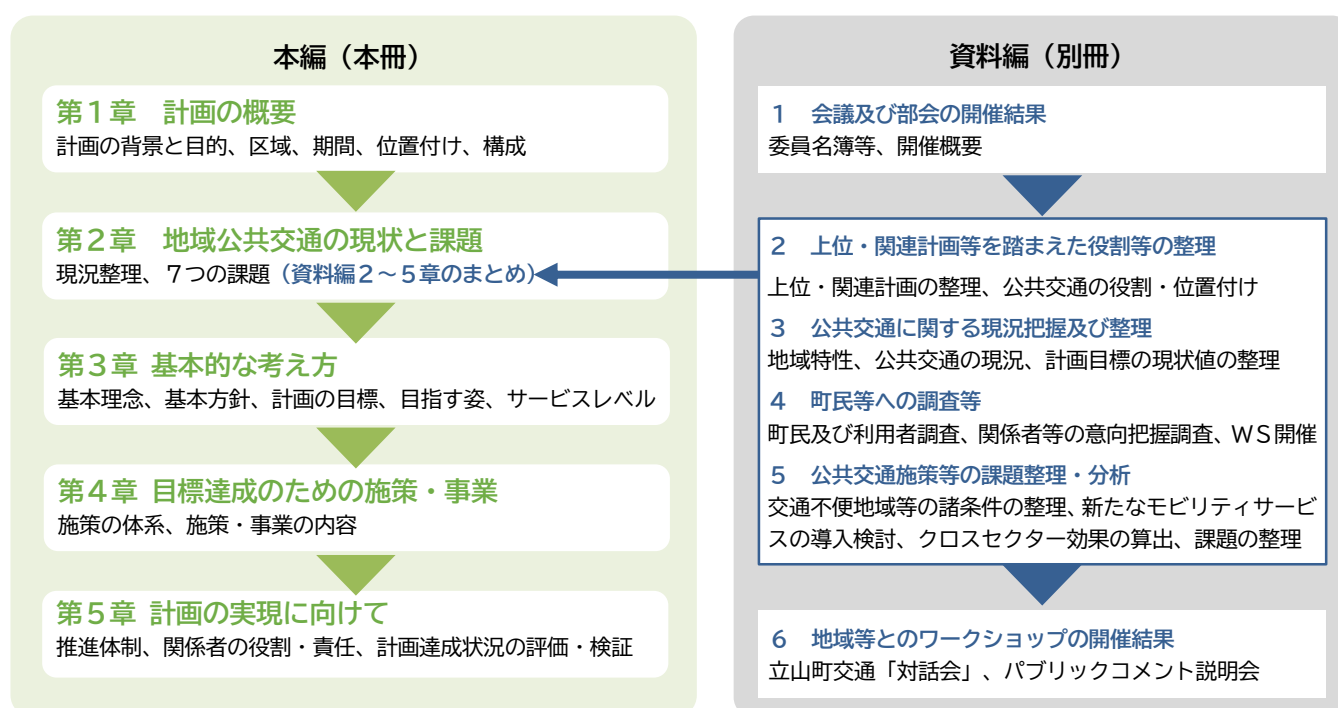 本編（本冊）
第１章　計画の概要
計画の背景と目的、区域、期間、位置付け、構成
第２章　地域公共交通の現状と課題
現況整理、７つの課題（資料編２～５章のまとめ）
第３章 基本的な考え方
基本理念、基本方針、計画の目標、目指す姿、サービスレベル
第４章 目標達成のための施策・事業
施策の体系、施策・事業の内容
第５章 計画の実現に向けて
推進体制、関係者の役割・責任、計画達成状況の評価・検証
資料編（別冊）
１　会議及び部会の開催結果
委員名簿等、開催概要
２　上位・関連計画等を踏まえた役割等の整理
上位・関連計画の整理、公共交通の役割・位置付け
３　公共交通に関する現況把握及び整理
地域特性、公共交通の現況、計画目標の現状値の整理
４　町民等への調査等
町民及び利用者調査、関係者等の意向把握調査、ＷＳ開催
５　公共交通施策等の課題整理・分析
交通不便地域等の諸条件の整理、新たなモビリティサービ
スの導入検討、クロスセクター効果の算出、課題の整理
６　地域等とのワークショップの開催結果
立山町交通「対話会」、パブリックコメント説明会